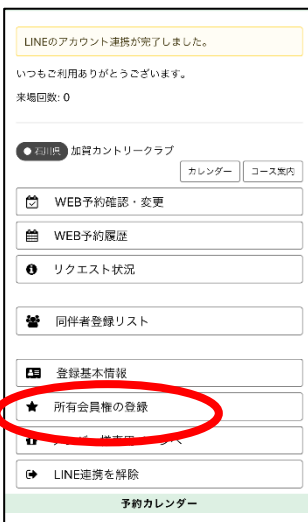 LINEのアカウント連携が完了しました。
いつもご利用ありがとうございます。
来場回数: 0
石川県 加賀カントリークラブ
カレンダー コース案内
WEB予約確認・変更
WEB予約履歴
リクエスト状況
同伴者登録リスト
登録基本情報
所有会員権の登録
LINE連携を解除
予約カレンダー